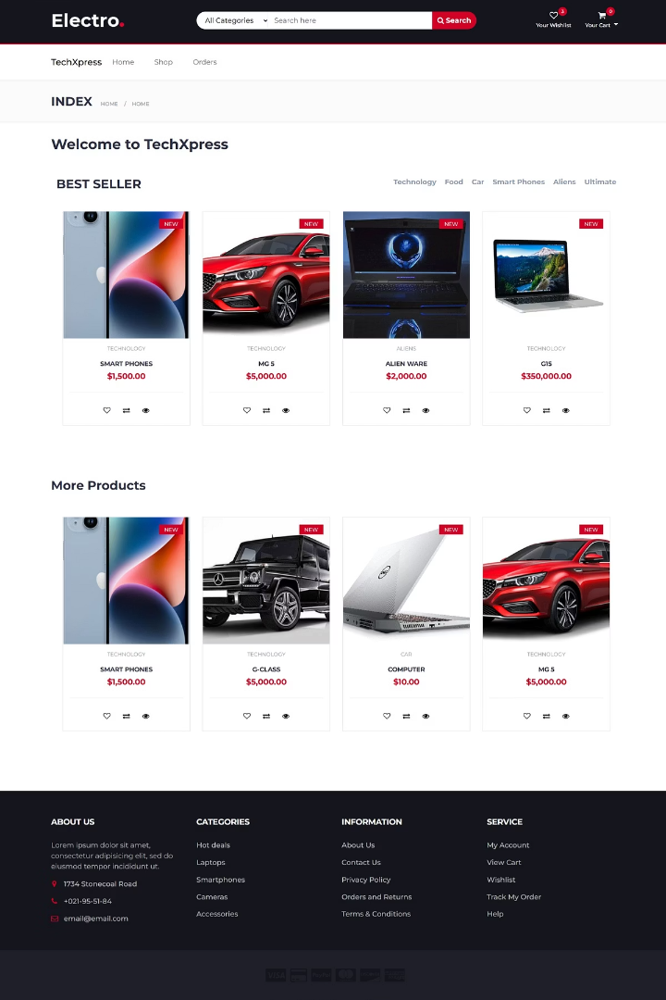 Electro.
All Categories
Search here
Search
3
Your Wishlist
0
Your Cart
TechXpress
Home
Shop
Orders
INDEX
HOME / HOME
Welcome to TechXpress
BEST SELLER
Technology
Food
Car
Smart Phones
Aliens
Ultimate
NEW
TECHNOLOGY
SMART PHONES
$1,500.00
NEW
TECHNOLOGY
MG 5
$5,000.00
NEW
ALIENS
ALIEN WARE
$2,000.00
NEW
TECHNOLOGY
G15
$350,000.00
More Products
NEW
TECHNOLOGY
SMART PHONES
$1,500.00
TECHNOLOGY
G-CLASS
$5,000.00
NEW
NEW
DELL
CAR
COMPUTER
$10.00
NEW
TECHNOLOGY
MG 5
$5,000.00
ABOUT US
Lorem ipsum dolor sit amet,
consectetur adipisicing elit, sed do
eiusmod tempor incididunt ut.
1734 Stonecoal Road
+021-95-51-84
email@email.com
CATEGORIES
Hot deals
Laptops
Smartphones
Cameras
Accessories
INFORMATION
About Us
Contact Us
Privacy Policy
Orders and Returns
Terms & Conditions
SERVICE
My Account
View Cart
Wishlist
Track My Order
Help